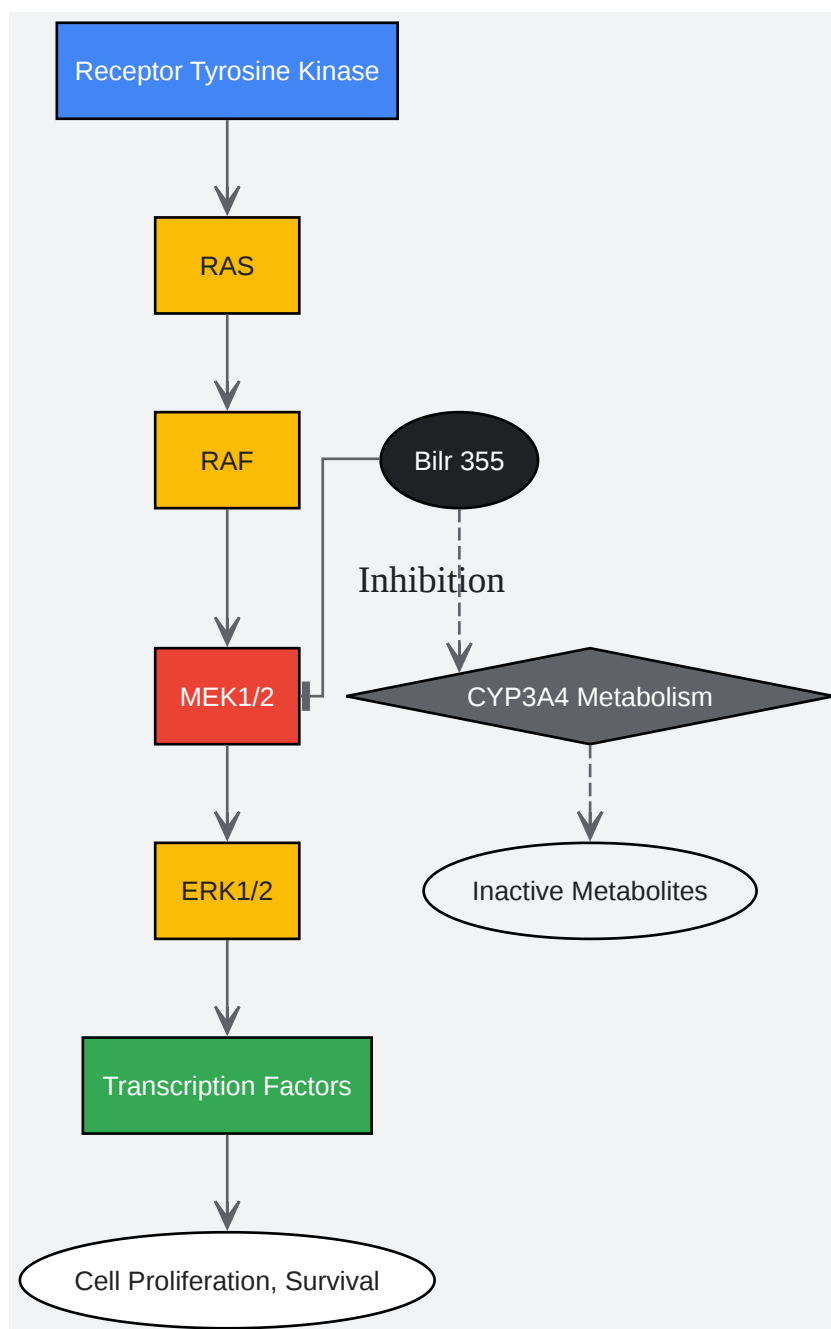 Receptor Tyrosine Kinase
RAS
RAF
Bilr 355
Inhibition
MEK1/2
CYP3A4 Metabolism
ERK1/2
Inactive Metabolites
Transcription Factors
Cell Proliferation, Survival